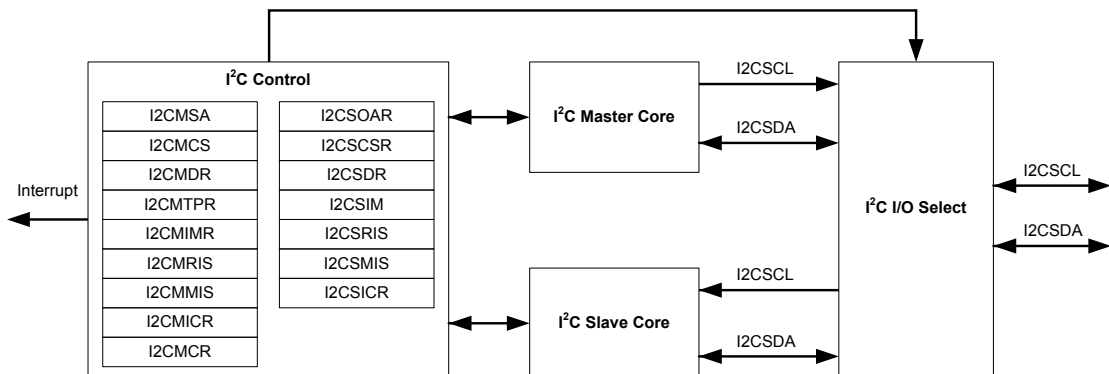 I²C Control
I2CMSA
I2CMCS
I2CMDR
I2CMTPR
I2CMIMR
I2CMRIS
I2CMMIS
I2CMICR
I2CMCR
I2CSOAR
I2CSCSR
I2CSDR
I2CSIM
I2CSRIS
I2CSMIS
I2CSICR
Interrupt
I²C Master Core
I2CSCL
I2CSDA
I²C Slave Core
I2CSCL
I2CSDA
I²C I/O Select
I2CSCL
I2CSDA